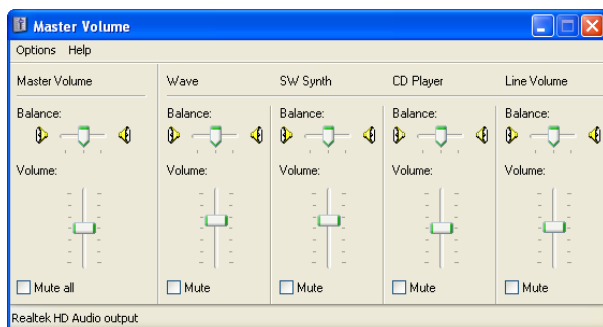 Master Volume
Options Help
Master Volume Wave SW Synth CD Player Line Volume
Balance: Balance: Balance: Balance: Balance:
Volume: Volume: Volume: Volume: Volume:
Mute all Mute Mute Mute Mute
Realtek HD Audio output